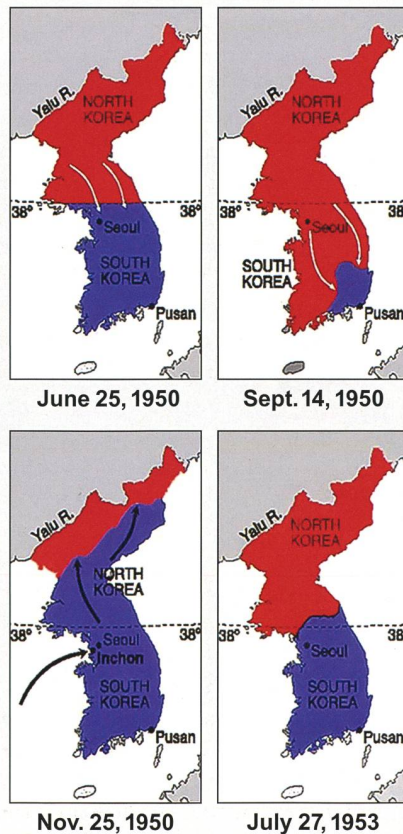 Yalu R.
NORTH
KOREA
38°
38°
Seoul
SOUTH
KOREA
Pusan
June 25, 1950
Yalu R.
NORTH
KOREA
38°
38°
Seoul
SOUTH
KOREA
Pusan
Sept. 14, 1950
Yalu R.
NORTH
KOREA
38°
38°
Seoul
Inchon
SOUTH
KOREA
Pusan
Nov. 25, 1950
Yalu R.
NORTH
KOREA
38°
38°
Seoul
SOUTH
KOREA
Pusan
July 27, 1953